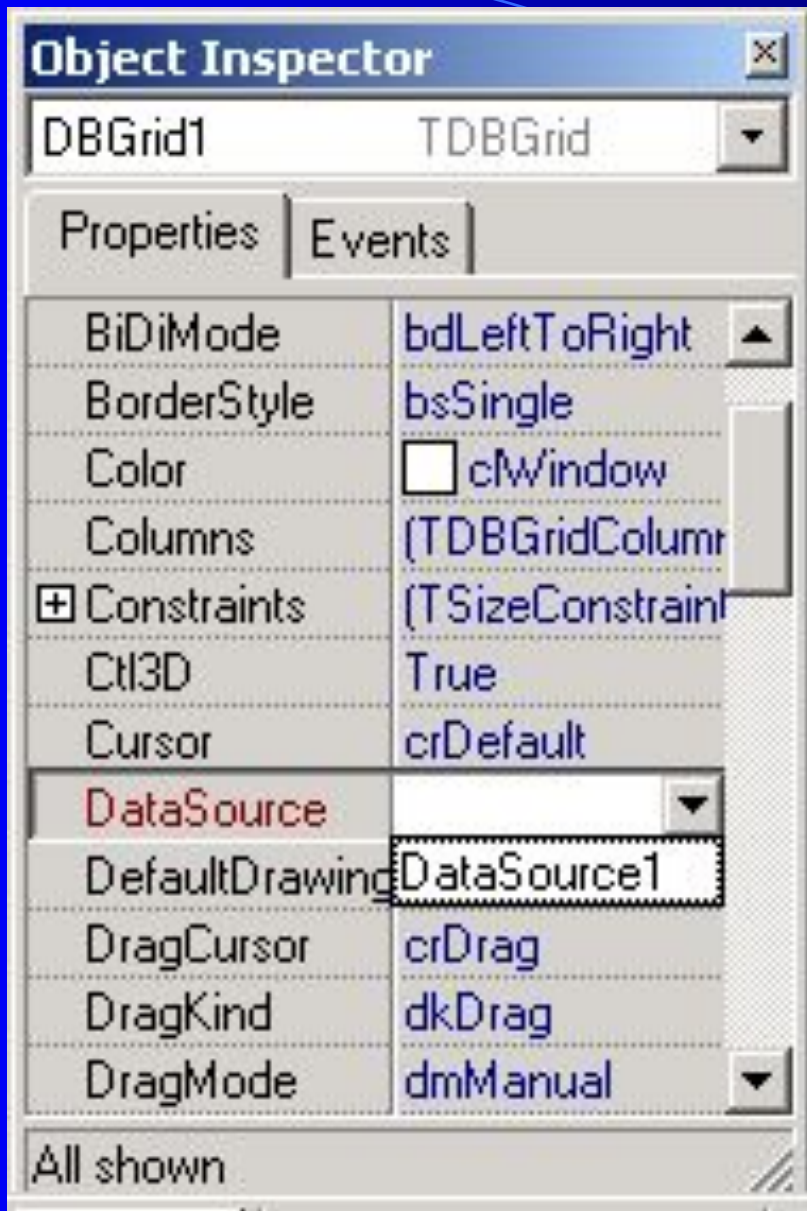 Object Inspector
DBGrid1 TDBGrid
Properties Events
BiDiMode bdLeftToRight
BorderStyle bsSingle
Color clWindow
Columns (TDBGridColumn
Constraints (TSizeConstraint
Ctl3D True
Cursor crDefault
DataSource
DefaultDrawing DataSource1
DragCursor crDrag
DragKind dkDrag
DragMode dmManual
All shown